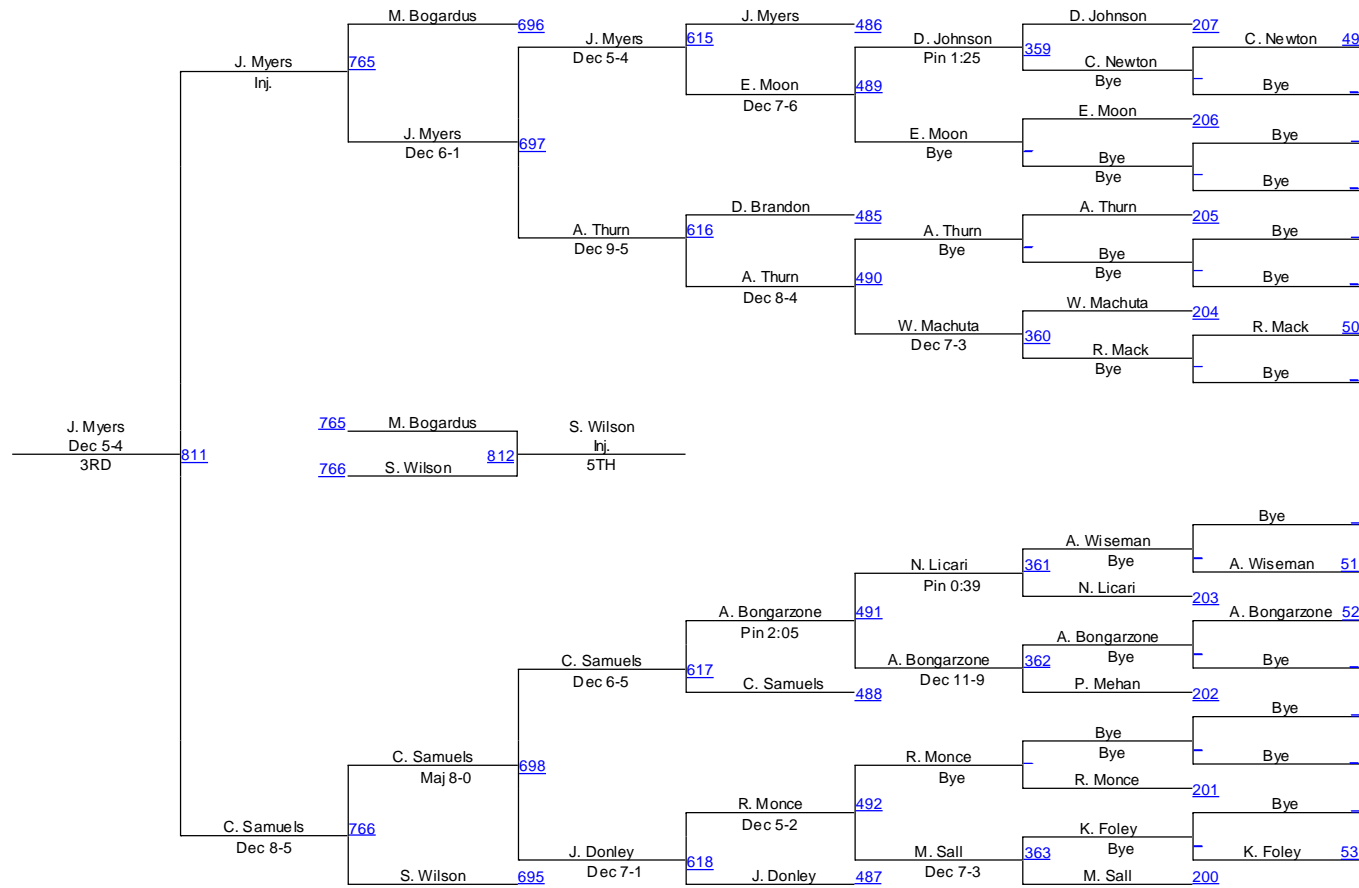 M. Bogardus 696
J. Myers 486
D. Johnson 207
C. Newton 49
J. Myers 615
Dec 5-4
D. Johnson 359
Pin 1:25
J. Myers 765
Inj.
C. Newton
Bye
Bye
E. Moon 489
Dec 7-6
E. Moon 206
J. Myers 697
Dec 6-1
E. Moon
Bye
Bye
Bye
Bye
Bye
D. Brandon 485
A. Thurn 205
A. Thurn 616
Dec 9-5
A. Thurn
Bye
Bye
Bye
Bye
Bye
A. Thurn 490
Dec 8-4
W. Machuta 204
W. Machuta 360
Dec 7-3
R. Mack 50
R. Mack
Bye
Bye
J. Myers
Dec 5-4
811
3RD
765 M. Bogardus
S. Wilson
Inj.
812
5TH
766 S. Wilson
Bye
A. Wiseman
Bye
A. Wiseman 51
N. Licari 361
Pin 0:39
N. Licari 203
A. Bongarzone 491
Pin 2:05
A. Bongarzone 52
A. Bongarzone
Bye
Bye
C. Samuels 617
Dec 6-5
A. Bongarzone 362
Dec 11-9
C. Samuels 488
P. Mehan 202
Bye
Bye
Bye
Bye
C. Samuels 698
Maj 8-0
R. Monce
Bye
R. Monce 201
R. Monce 492
Dec 5-2
Bye
C. Samuels 766
Dec 8-5
K. Foley
Bye
K. Foley 53
J. Donley 618
Dec 7-1
M. Sall 363
Dec 7-3
S. Wilson 695
J. Donley 487
M. Sall 200